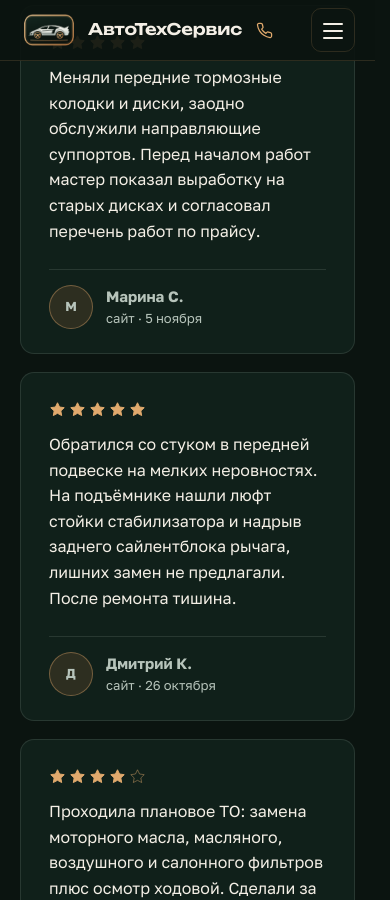 АвтоТехСервис
Меняли передние тормозные
колодки и диски, заодно
обслужили направляющие
суппортов. Перед началом работ
мастер показал выработку на
старых дисках и согласовал
перечень работ по прайсу.
М
Марина С.
сайт · 5 ноября
Обратился со стуком в передней
подвеске на мелких неровностях.
На подъёмнике нашли люфт
стойки стабилизатора и надрыв
заднего сайлентблока рычага,
лишних замен не предлагали.
После ремонта тишина.
Д
Дмитрий К.
сайт · 26 октября
Проходила плановое ТО: замена
моторного масла, масляного,
воздушного и салонного фильтров
плюс осмотр ходовой. Сделали за